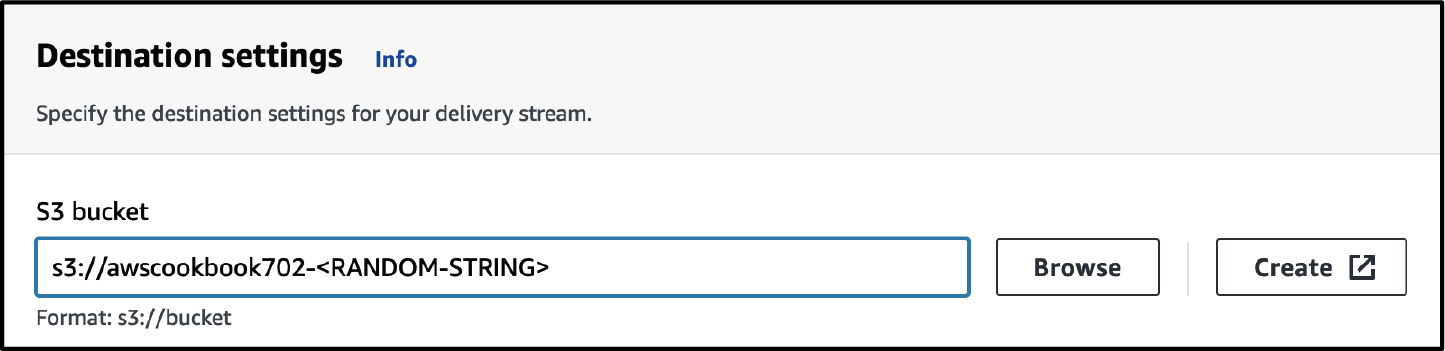 Destination settings Info
Specify the destination settings for your delivery stream.
S3 bucket
s3://awscookbook702-<RANDOM-STRING> Browse Create
Format: s3://bucket